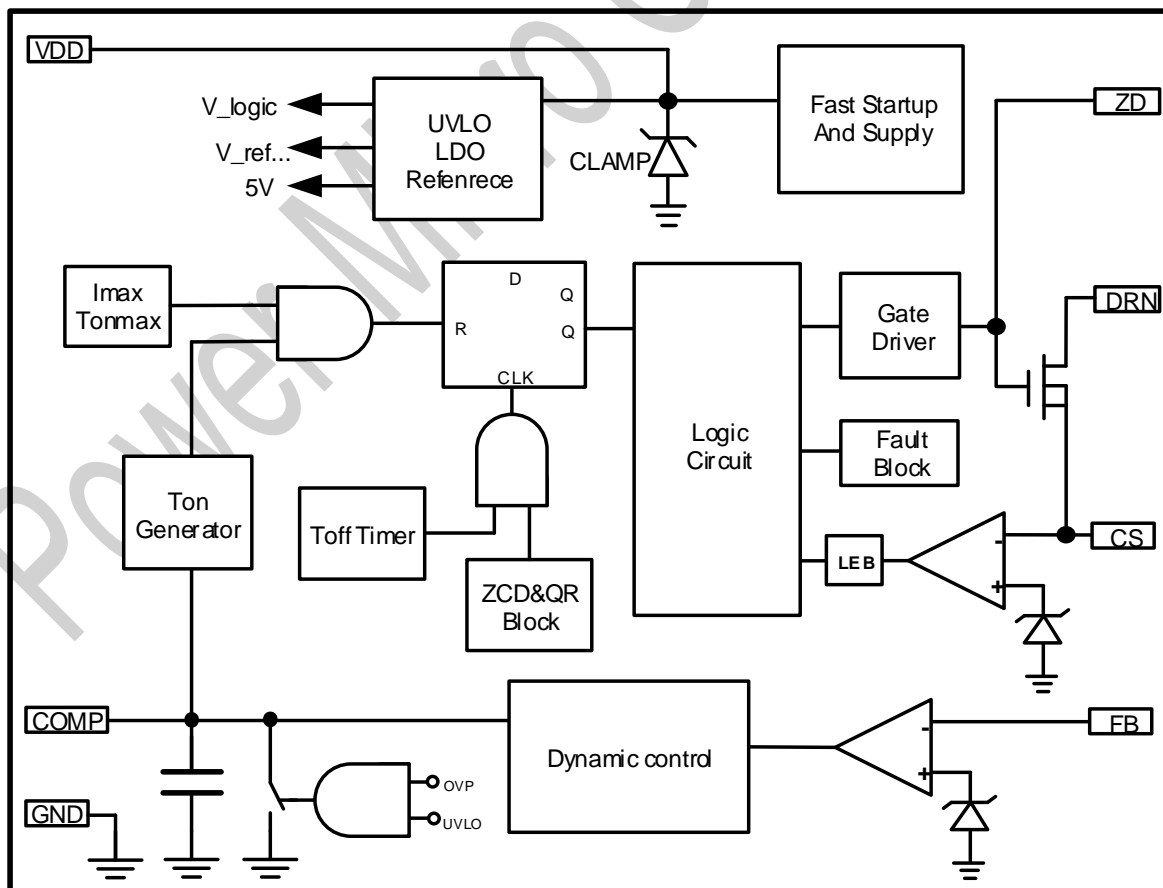 VDD
V_logic
V_ref...
5V
UVLO
LDO
Refenrece
CLAMP
Fast Startup
And Supply
ZD
Imax
Tonmax
D
Q
R
Q
CLK
Gate
Driver
DRN
Logic
Circuit
Fault
Block
Ton
Generator
Toff Timer
ZCD&QR
Block
LEB
-
+
CS
COMP
Dynamic control
-
+
FB
OVP
UVLO
GND
Power